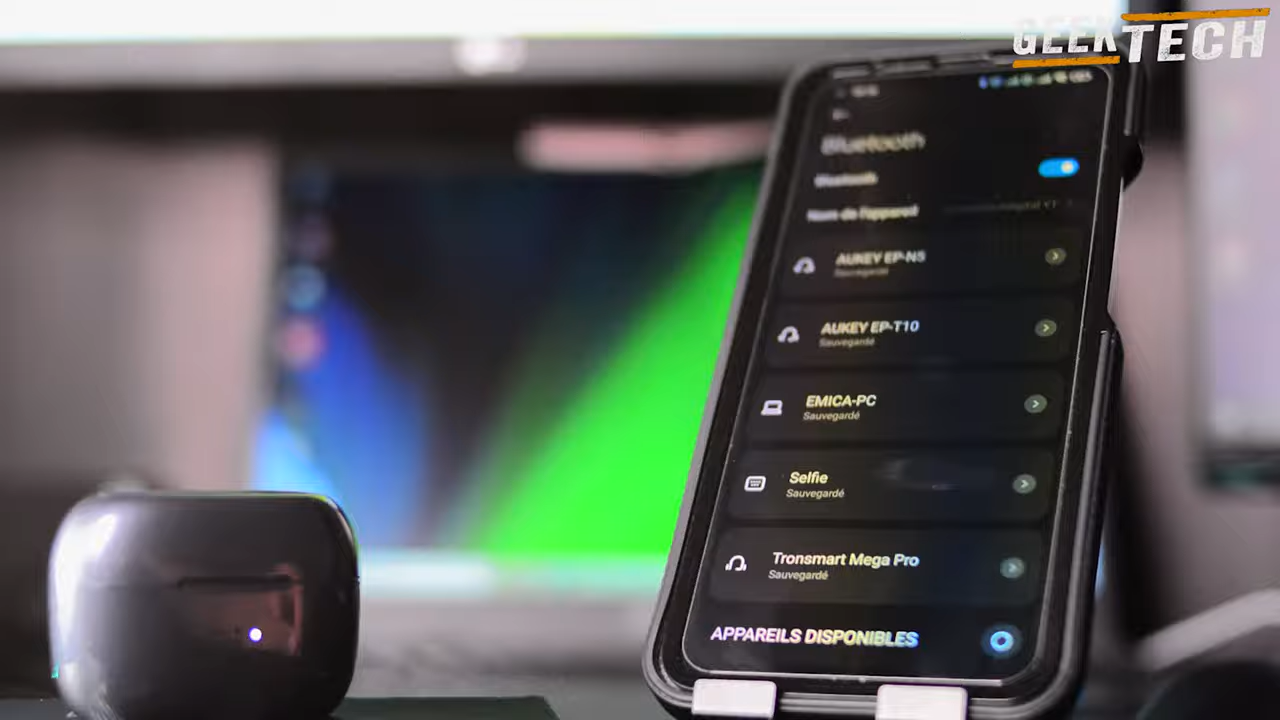 GEEKTECH
Bluetooth
Bluetooth
Nom de l'appareil
AUKEY EP-N5
Sauvegardé
AUKEY EP-T10
Sauvegardé
EMICA-PC
Sauvegardé
Selfie
Sauvegardé
Tronsmart Mega Pro
Sauvegardé
APPAREILS DISPONIBLES